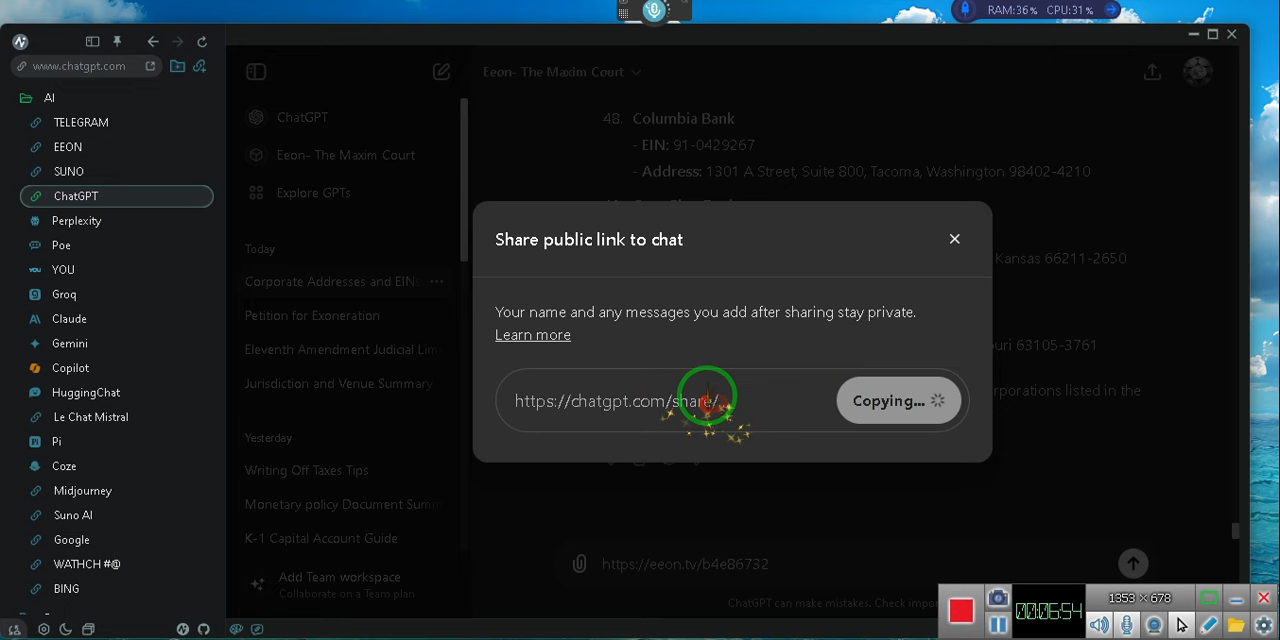 RAM:36% CPU:31%
www.chatgpt.com
AI
TELEGRAM
EEON
SUNO
ChatGPT
Perplexity
Poe
YOU
Groq
Claude
Gemini
Copilot
HuggingChat
Le Chat Mistral
Pi
Coze
Midjourney
Suno AI
Google
WATHCH #@
BING
ChatGPT
Eeon- The Maxim Court
Explore GPTs
Today
Corporate Addresses and EIN
Petition for Exoneration
Eleventh Amendment Judicial Lim
Jurisdiction and Venue Summary
Yesterday
Writing Off Taxes Tips
Monetary policy Document Summ
K-1 Capital Account Guide
Add Team workspace
Collaborate on a Team plan
Eeon- The Maxim Court
48. Columbia Bank
- EIN: 91-0429267
- Address: 1301 A Street, Suite 800, Tacoma, Washington 98402-4210
Kansas 66211-2650
ouri 63105-3761
orporations listed in the
Share public link to chat
Your name and any messages you add after sharing stay private.
Learn more
https://chatgpt.com/share/...
Copying...
https://eeon.tv/b4e86732
ChatGPT can make mistakes. Check impor
00:06:54
1353 × 678